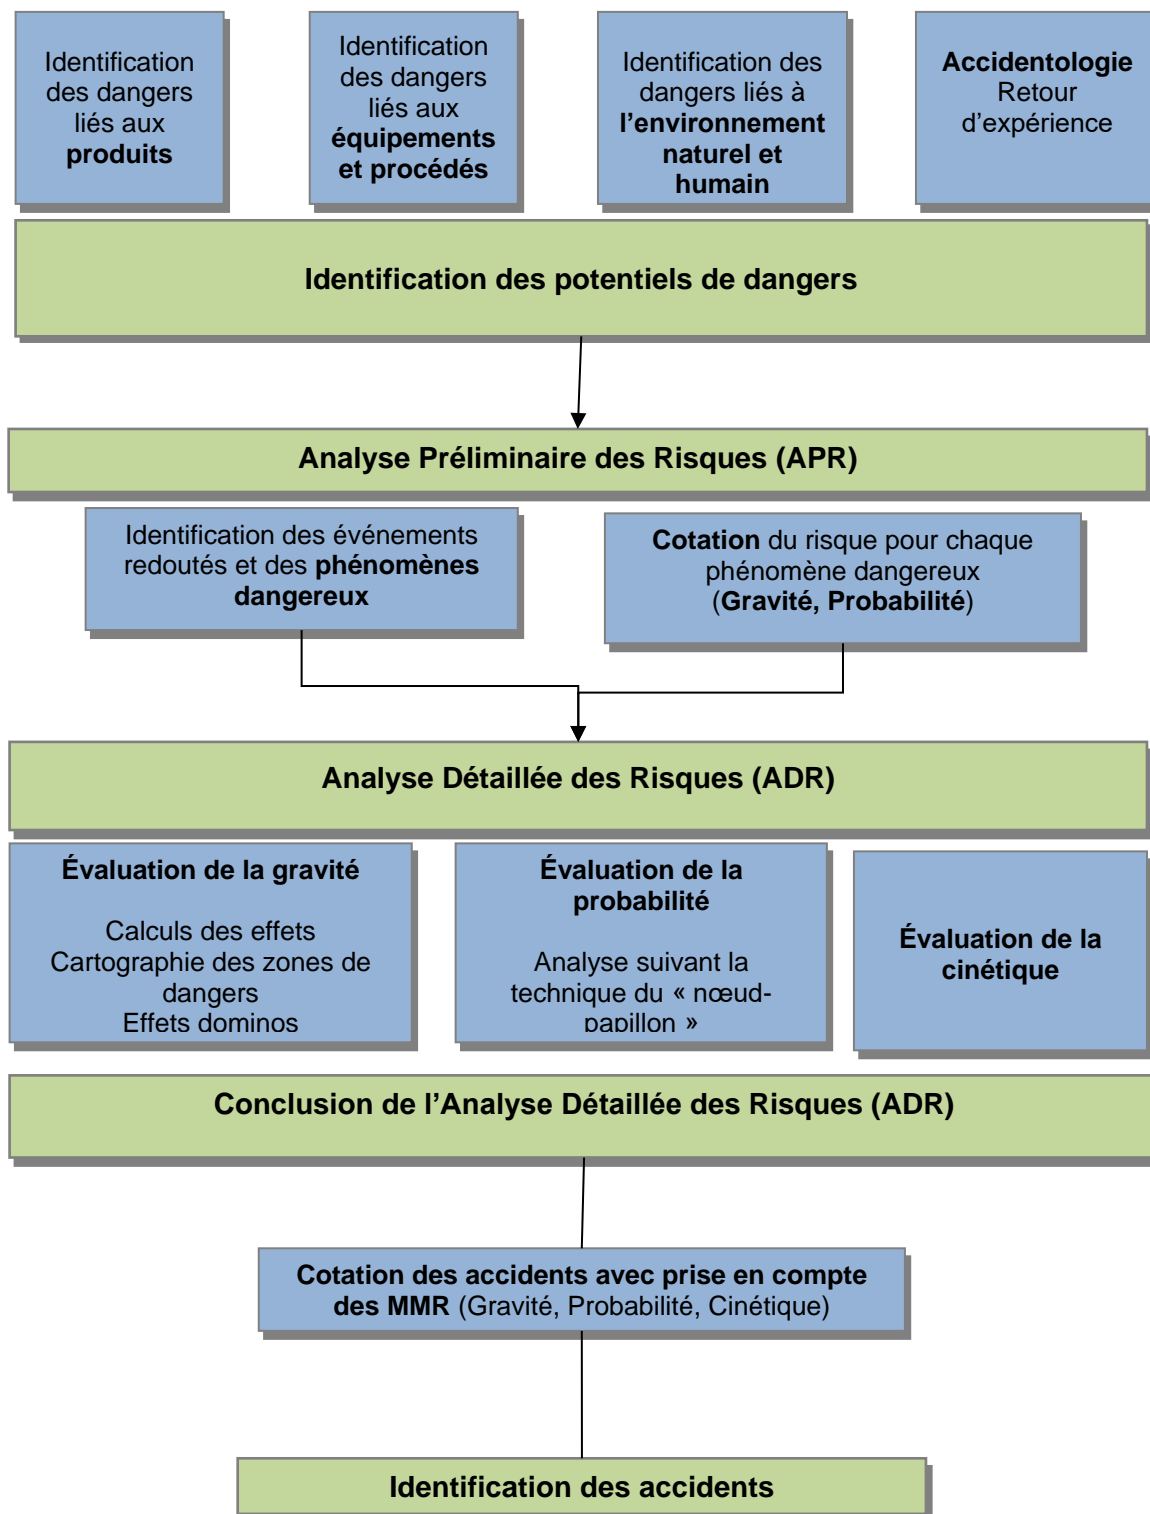 Identification
des dangers
liés aux
produits
Identification
des dangers
liés aux
équipements
et procédés
Identification des
dangers liés à
l’environnement
naturel et
humain
Accidentologie
Retour
d’expérience
Identification des potentiels de dangers
Analyse Préliminaire des Risques (APR)
Identification des événements
redoutés et des phénomènes
dangereux
Cotation du risque pour chaque
phénomène dangereux
(Gravité, Probabilité)
Analyse Détaillée des Risques (ADR)
Évaluation de la gravité
Calculs des effets
Cartographie des zones de
dangers
Effets dominos
Évaluation de la
probabilité
Analyse suivant la
technique du « nœud-
papillon »
Évaluation de la
cinétique
Conclusion de l’Analyse Détaillée des Risques (ADR)
Cotation des accidents avec prise en compte
des MMR (Gravité, Probabilité, Cinétique)
Identification des accidents